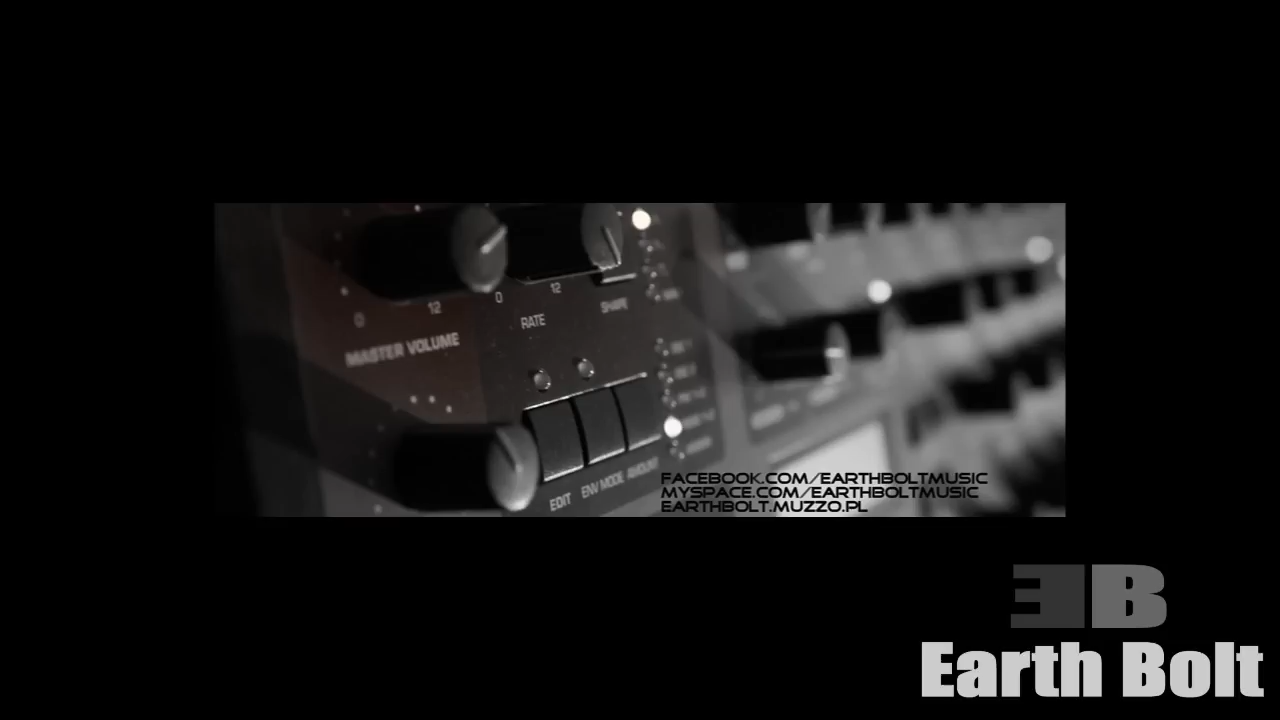 0
12
MASTER VOLUME
0
12
RATE
SHAPE
EDIT
ENV MODE
AMOUNT
FACEBOOK.COM/EARTHBOLTMUSIC
MYSPACE.COM/EARTHBOLTMUSIC
EARTHBOLT.MUZZO.PL
EB
Earth Bolt